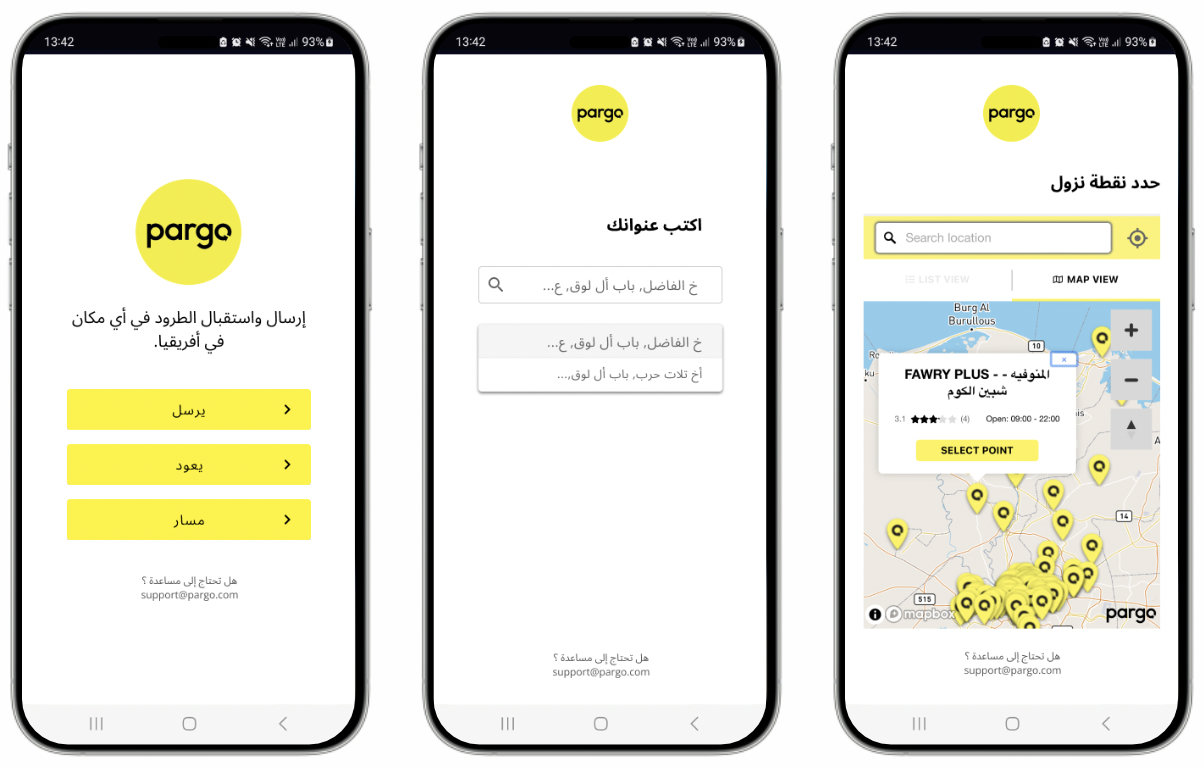 13:42
93%
pargo
إرسال واستقبال الطرود في أي مكان
في أفريقيا.
يرسل
يعود
مسار
هل تحتاج إلى مساعدة ؟
support@pargo.com
13:42
93%
pargo
اكتب عنوانك
خ الفاضل, باب أل لوق, ع...
خ الفاضل, باب أل لوق, ع...
أخ تلات حرب, باب أل لوق,...
هل تحتاج إلى مساعدة ؟
support@pargo.com
13:42
93%
pargo
حدد نقطة نزول
Search location
LIST VIEW
MAP VIEW
Burg Al
Burullous
10
+
x
FAWRY PLUS - - المنوفيه
شبين الكوم
−
3.1 ★★★★★ (4) Open: 09:00 - 22:00
SELECT POINT
14
515
mapbox
pargo
هل تحتاج إلى مساعدة ؟
support@pargo.com